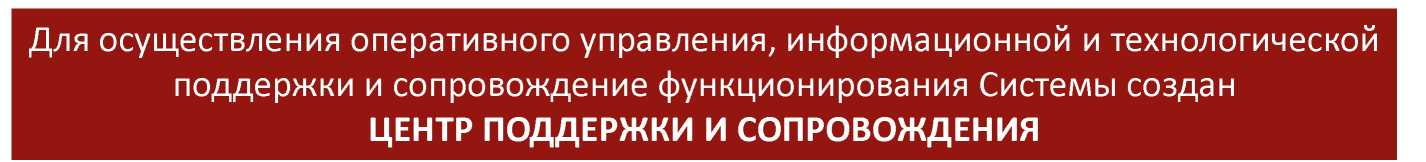 Для осуществления оперативного управления, информационной и технологической
поддержки и сопровождение функционирования Системы создан
ЦЕНТР ПОДДЕРЖКИ И СОПРОВОЖДЕНИЯ